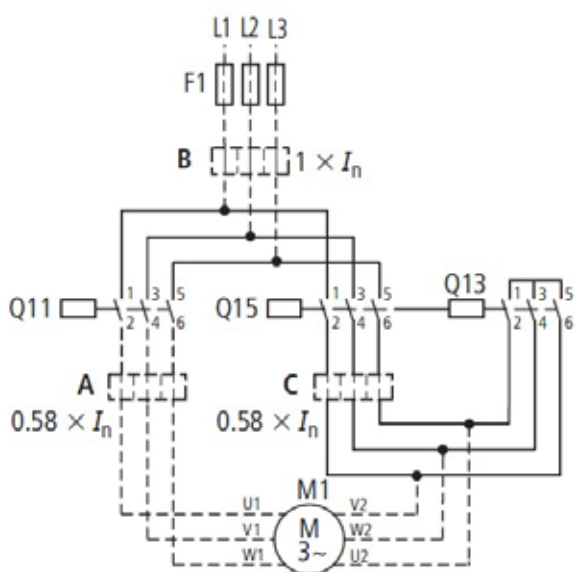 L1 L2 L3
F1
B 1 × In
Q11 1 3 5
2 4 6
Q15 1 3 5
2 4 6
Q13 1 3 5
2 4 6
A
0.58 × In
C
0.58 × In
M1
U1 V2
V1 M W2
W1 3~ U2